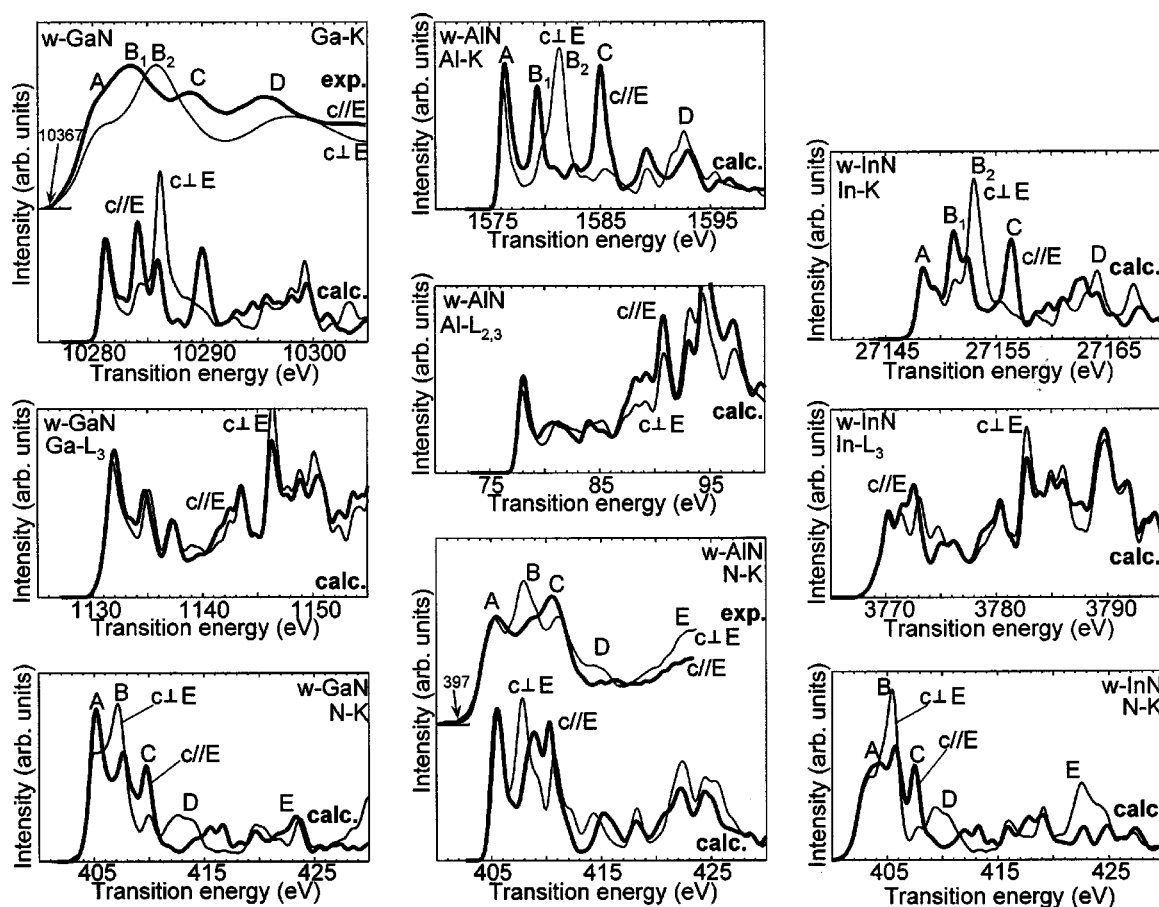 w-GaN
Ga-K
A
B1
B2
C
D
exp.
c//E
c⊥E
10367
c//E
c⊥E
calc.
Intensity (arb. units)
10280 10290 10300
Transition energy (eV)
w-GaN
Ga-L3
c⊥E
c//E
calc.
Intensity (arb. units)
1130 1140 1150
Transition energy (eV)
w-GaN
N-K
A
B
c⊥E
C
c//E
D
E
calc.
Intensity (arb. units)
405 415 425
Transition energy (eV)
w-AlN
Al-K
A
B1
c⊥E
B2
C
c//E
D
calc.
Intensity (arb. units)
1575 1585 1595
Transition energy (eV)
w-AlN
Al-L2,3
c//E
c⊥E
calc.
Intensity (arb. units)
75 85 95
Transition energy (eV)
w-AlN
N-K
A
B
C
exp.
D
E
c⊥E
c//E
397
c⊥E
c//E
calc.
Intensity (arb. units)
405 415 425
Transition energy (eV)
w-InN
In-K
A
B1
B2
c⊥E
C
c//E
D
calc.
Intensity (arb. units)
27145 27155 27165
Transition energy (eV)
w-InN
In-L3
c⊥E
c//E
calc.
Intensity (arb. units)
3770 3780 3790
Transition energy (eV)
w-InN
N-K
A
B
c⊥E
C
c//E
D
E
calc.
Intensity (arb. units)
405 415 425
Transition energy (eV)